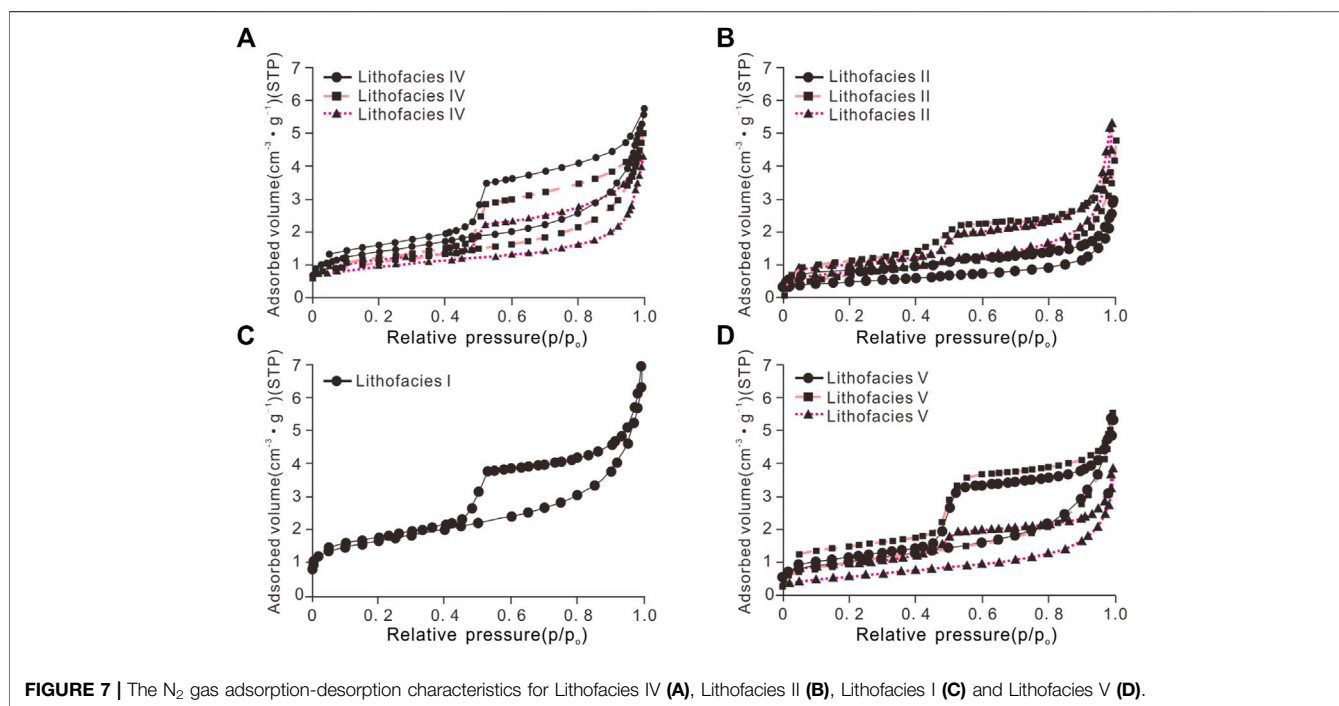 A
Adsorbed volume(cm⁻³ • g⁻¹)(STP)
7
6
5
4
3
2
1
0
Lithofacies IV
Lithofacies IV
Lithofacies IV
0 0. 2 0. 4 0.6 0.8 1.0
Relative pressure(p/pₒ)
B
Adsorbed volume(cm⁻³ • g⁻¹)(STP)
7
6
5
4
3
2
1
0
Lithofacies II
Lithofacies II
Lithofacies II
0 0. 2 0. 4 0.6 0.8 1.0
Relative pressure(p/pₒ)
C
Adsorbed volume(cm⁻³ • g⁻¹)(STP)
7
6
5
4
3
2
1
0
Lithofacies I
0 0. 2 0. 4 0.6 0.8 1.0
Relative pressure(p/pₒ)
D
Adsorbed volume(cm⁻³ • g⁻¹)(STP)
7
6
5
4
3
2
1
0
Lithofacies V
Lithofacies V
Lithofacies V
0 0. 2 0. 4 0.6 0.8 1.0
Relative pressure(p/pₒ)
FIGURE 7 | The N₂ gas adsorption-desorption characteristics for Lithofacies IV (A), Lithofacies II (B), Lithofacies I (C) and Lithofacies V (D).